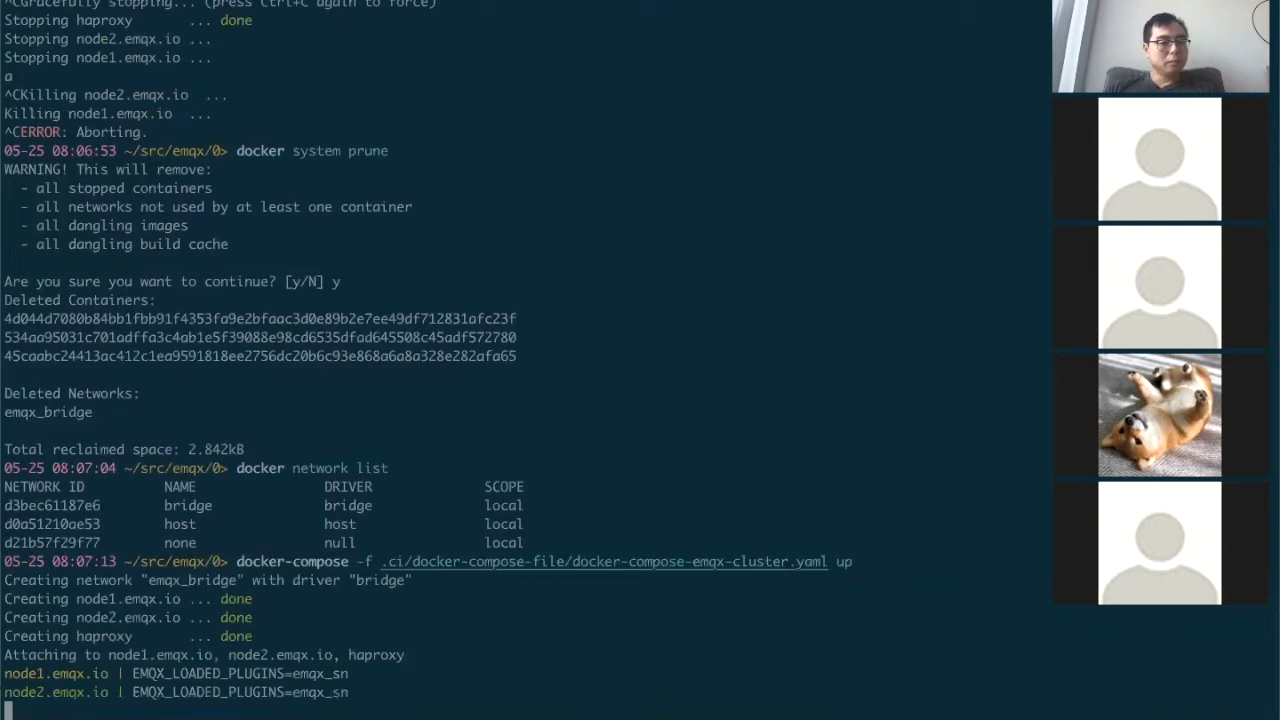 ^CGracefully stopping... (press Ctrl+C again to force)
Stopping haproxy ... done
Stopping node2.emqx.io ...
Stopping node1.emqx.io ...
a
^CKilling node2.emqx.io ...
Killing node1.emqx.io ...
^CERROR: Aborting.
05-25 08:06:53 ~/src/emqx/0> docker system prune
WARNING! This will remove:
- all stopped containers
- all networks not used by at least one container
- all dangling images
- all dangling build cache
Are you sure you want to continue? [y/N] y
Deleted Containers:
4d044d7080b84bb1fbb91f4353fa9e2bfaac3d0e89b2e7ee49df712831afc23f
534aa95031c701adffa3c4ab1e5f39088e98cd6535dfad645508c45adf572780
45caabc24413ac412c1ea9591818ee2756dc20b6c93e868a6a8a328e282afa65
Deleted Networks:
emqx_bridge
Total reclaimed space: 2.842kB
05-25 08:07:04 ~/src/emqx/0> docker network list
NETWORK ID NAME DRIVER SCOPE
d3bec61187e6 bridge bridge local
d0a51210ae53 host host local
d21b57f29f77 none null local
05-25 08:07:13 ~/src/emqx/0> docker-compose -f .ci/docker-compose-file/docker-compose-emqx-cluster.yaml up
Creating network "emqx_bridge" with driver "bridge"
Creating node1.emqx.io ... done
Creating node2.emqx.io ... done
Creating haproxy ... done
Attaching to node1.emqx.io, node2.emqx.io, haproxy
node1.emqx.io | EMQX_LOADED_PLUGINS=emqx_sn
node2.emqx.io | EMQX_LOADED_PLUGINS=emqx_sn